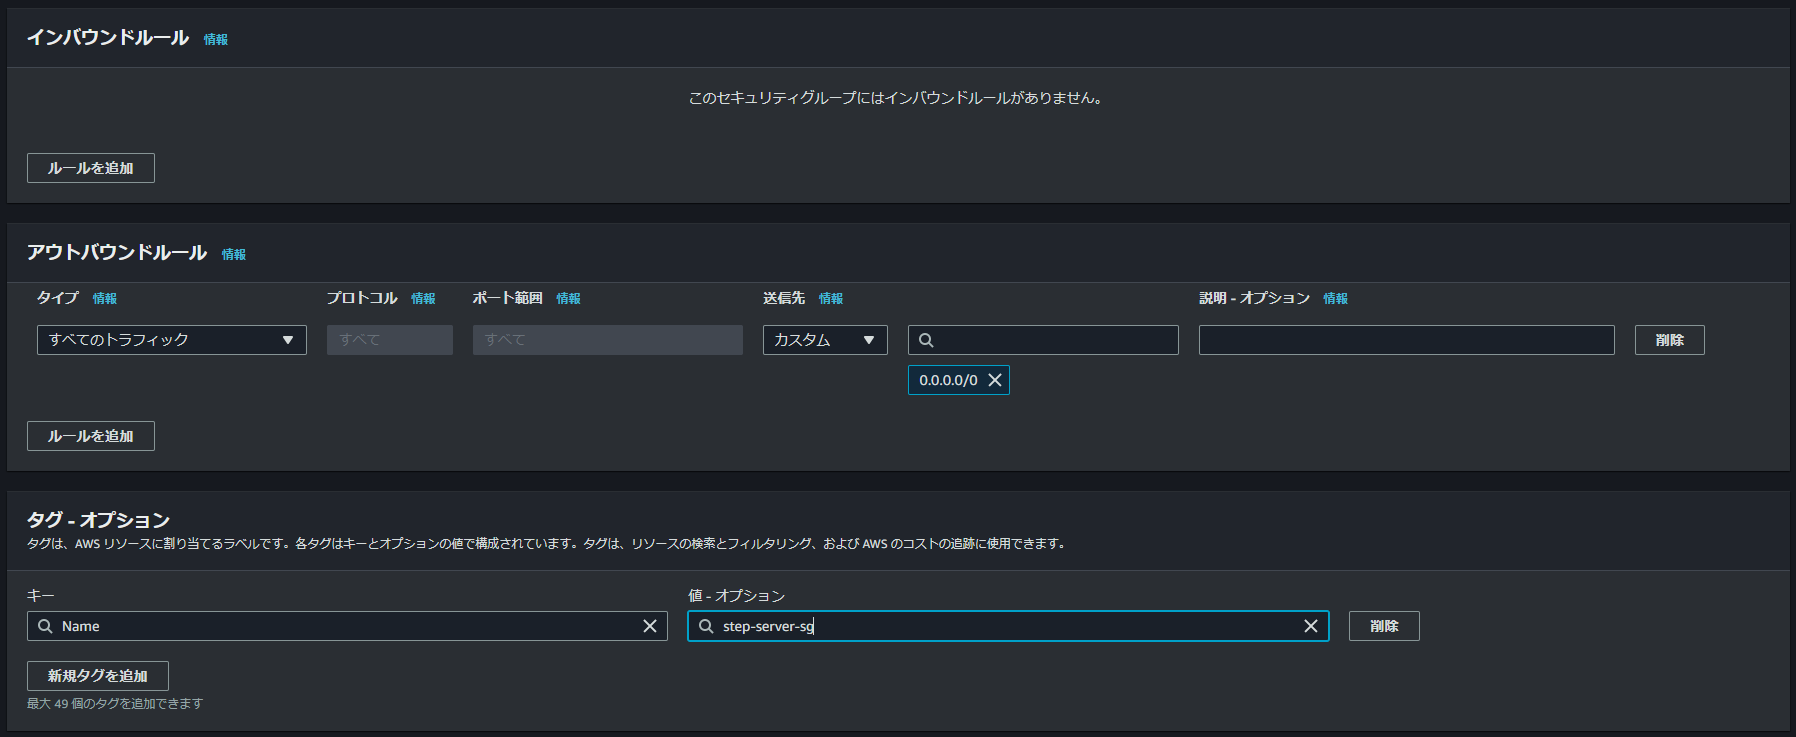 インバウンドルール 情報
このセキュリティグループにはインバウンドルールがありません。
ルールを追加
アウトバウンドルール 情報
タイプ 情報 プロトコル 情報 ポート範囲 情報 送信先 情報 説明 - オプション 情報
すべてのトラフィック すべて すべて カスタム 削除
0.0.0.0/0
ルールを追加
タグ - オプション
タグは、AWS リソースに割り当てるラベルです。各タグはキーとオプションの値で構成されています。タグは、リソースの検索とフィルタリング、および AWS のコストの追跡に使用できます。
キー 値 - オプション
Name step-server-sg 削除
新規タグを追加
最大 49 個のタグを追加できます